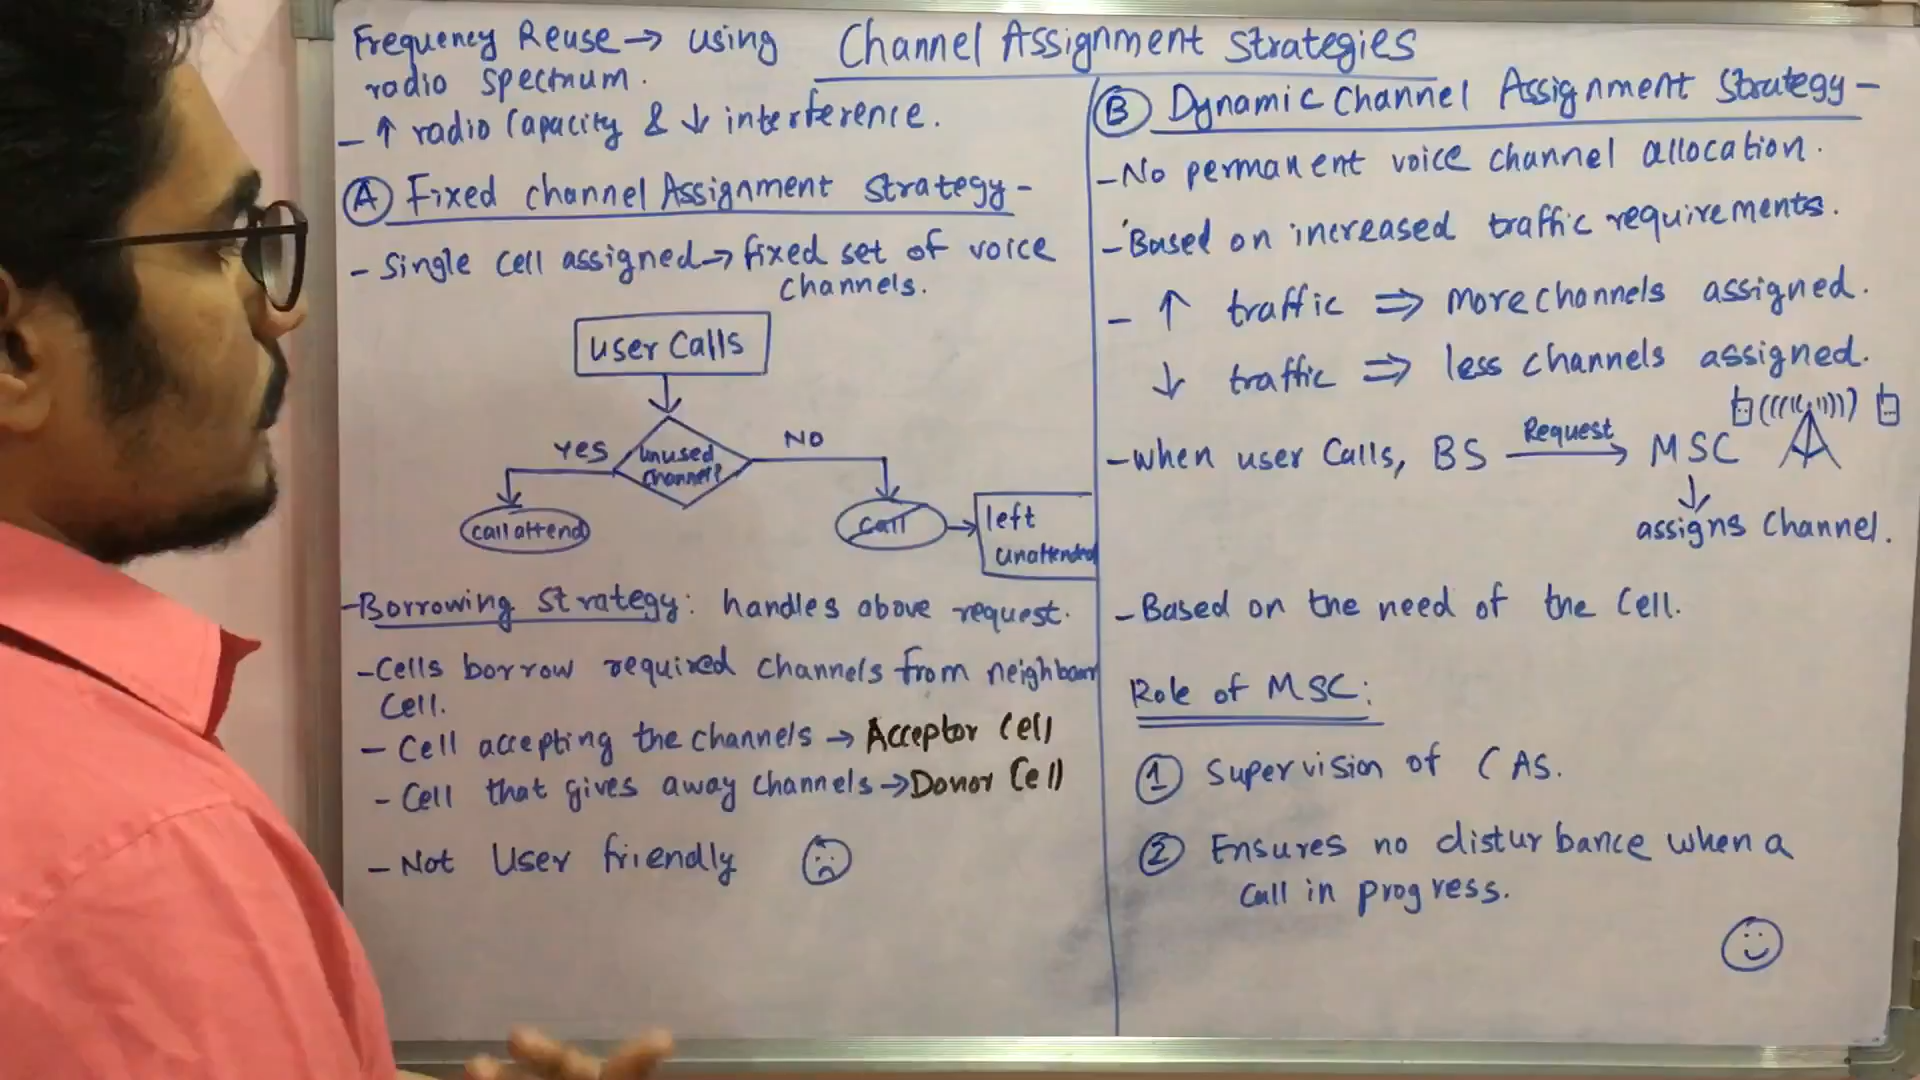 Frequency Reuse → using
radio spectrum.
- ↑ radio Capacity & ↓ interference.
Channel Assignment Strategies
(A) Fixed channel Assignment Strategy -
- Single Cell assigned → fixed set of voice
channels.
User Calls
Yes
unused
channel?
NO
call attend
call
→ left
unattended
- Borrowing Strategy: handles above request.
- Cells borrow required channels from neighbour
Cell.
- Cell accepting the channels → Acceptor Cell
- Cell that gives away channels → Donor Cell
- Not User friendly
(B) Dynamic Channel Assignment Strategy -
- No permanent voice channel allocation.
- Based on increased traffic requirements.
- ↑ traffic ⇒ more channels assigned.
↓ traffic ⇒ less channels assigned.
- when user Calls, BS Request → MSC
↓
assigns Channel.
- Based on the need of the Cell.
Role of MSC:
① Supervision of CAS.
② Ensures no disturbance when a
Call in progress.